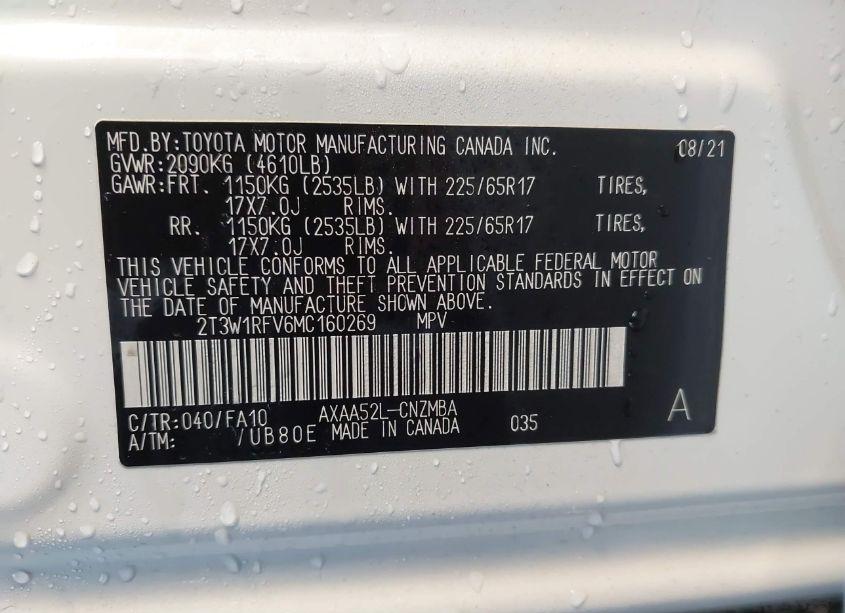 MFD.BY:TOYOTA MOTOR MANUFACTURING CANADA INC. 08/21
GVWR:2090KG (4610LB)
GAWR:FRT. 1150KG (2535LB) WITH 225/65R17 TIRES,
17X7.0J RIMS.
RR. 1150KG (2535LB) WITH 225/65R17 TIRES,
17X7.0J RIMS.
THIS VEHICLE CONFORMS TO ALL APPLICABLE FEDERAL MOTOR
VEHICLE SAFETY AND THEFT PREVENTION STANDARDS IN EFFECT ON
THE DATE OF MANUFACTURE SHOWN ABOVE.
2T3W1RFV6MC160269 MPV
C/TR:040/FA10 AXAA52L-CNZMBA A
A/TM: /UB80E MADE IN CANADA 035